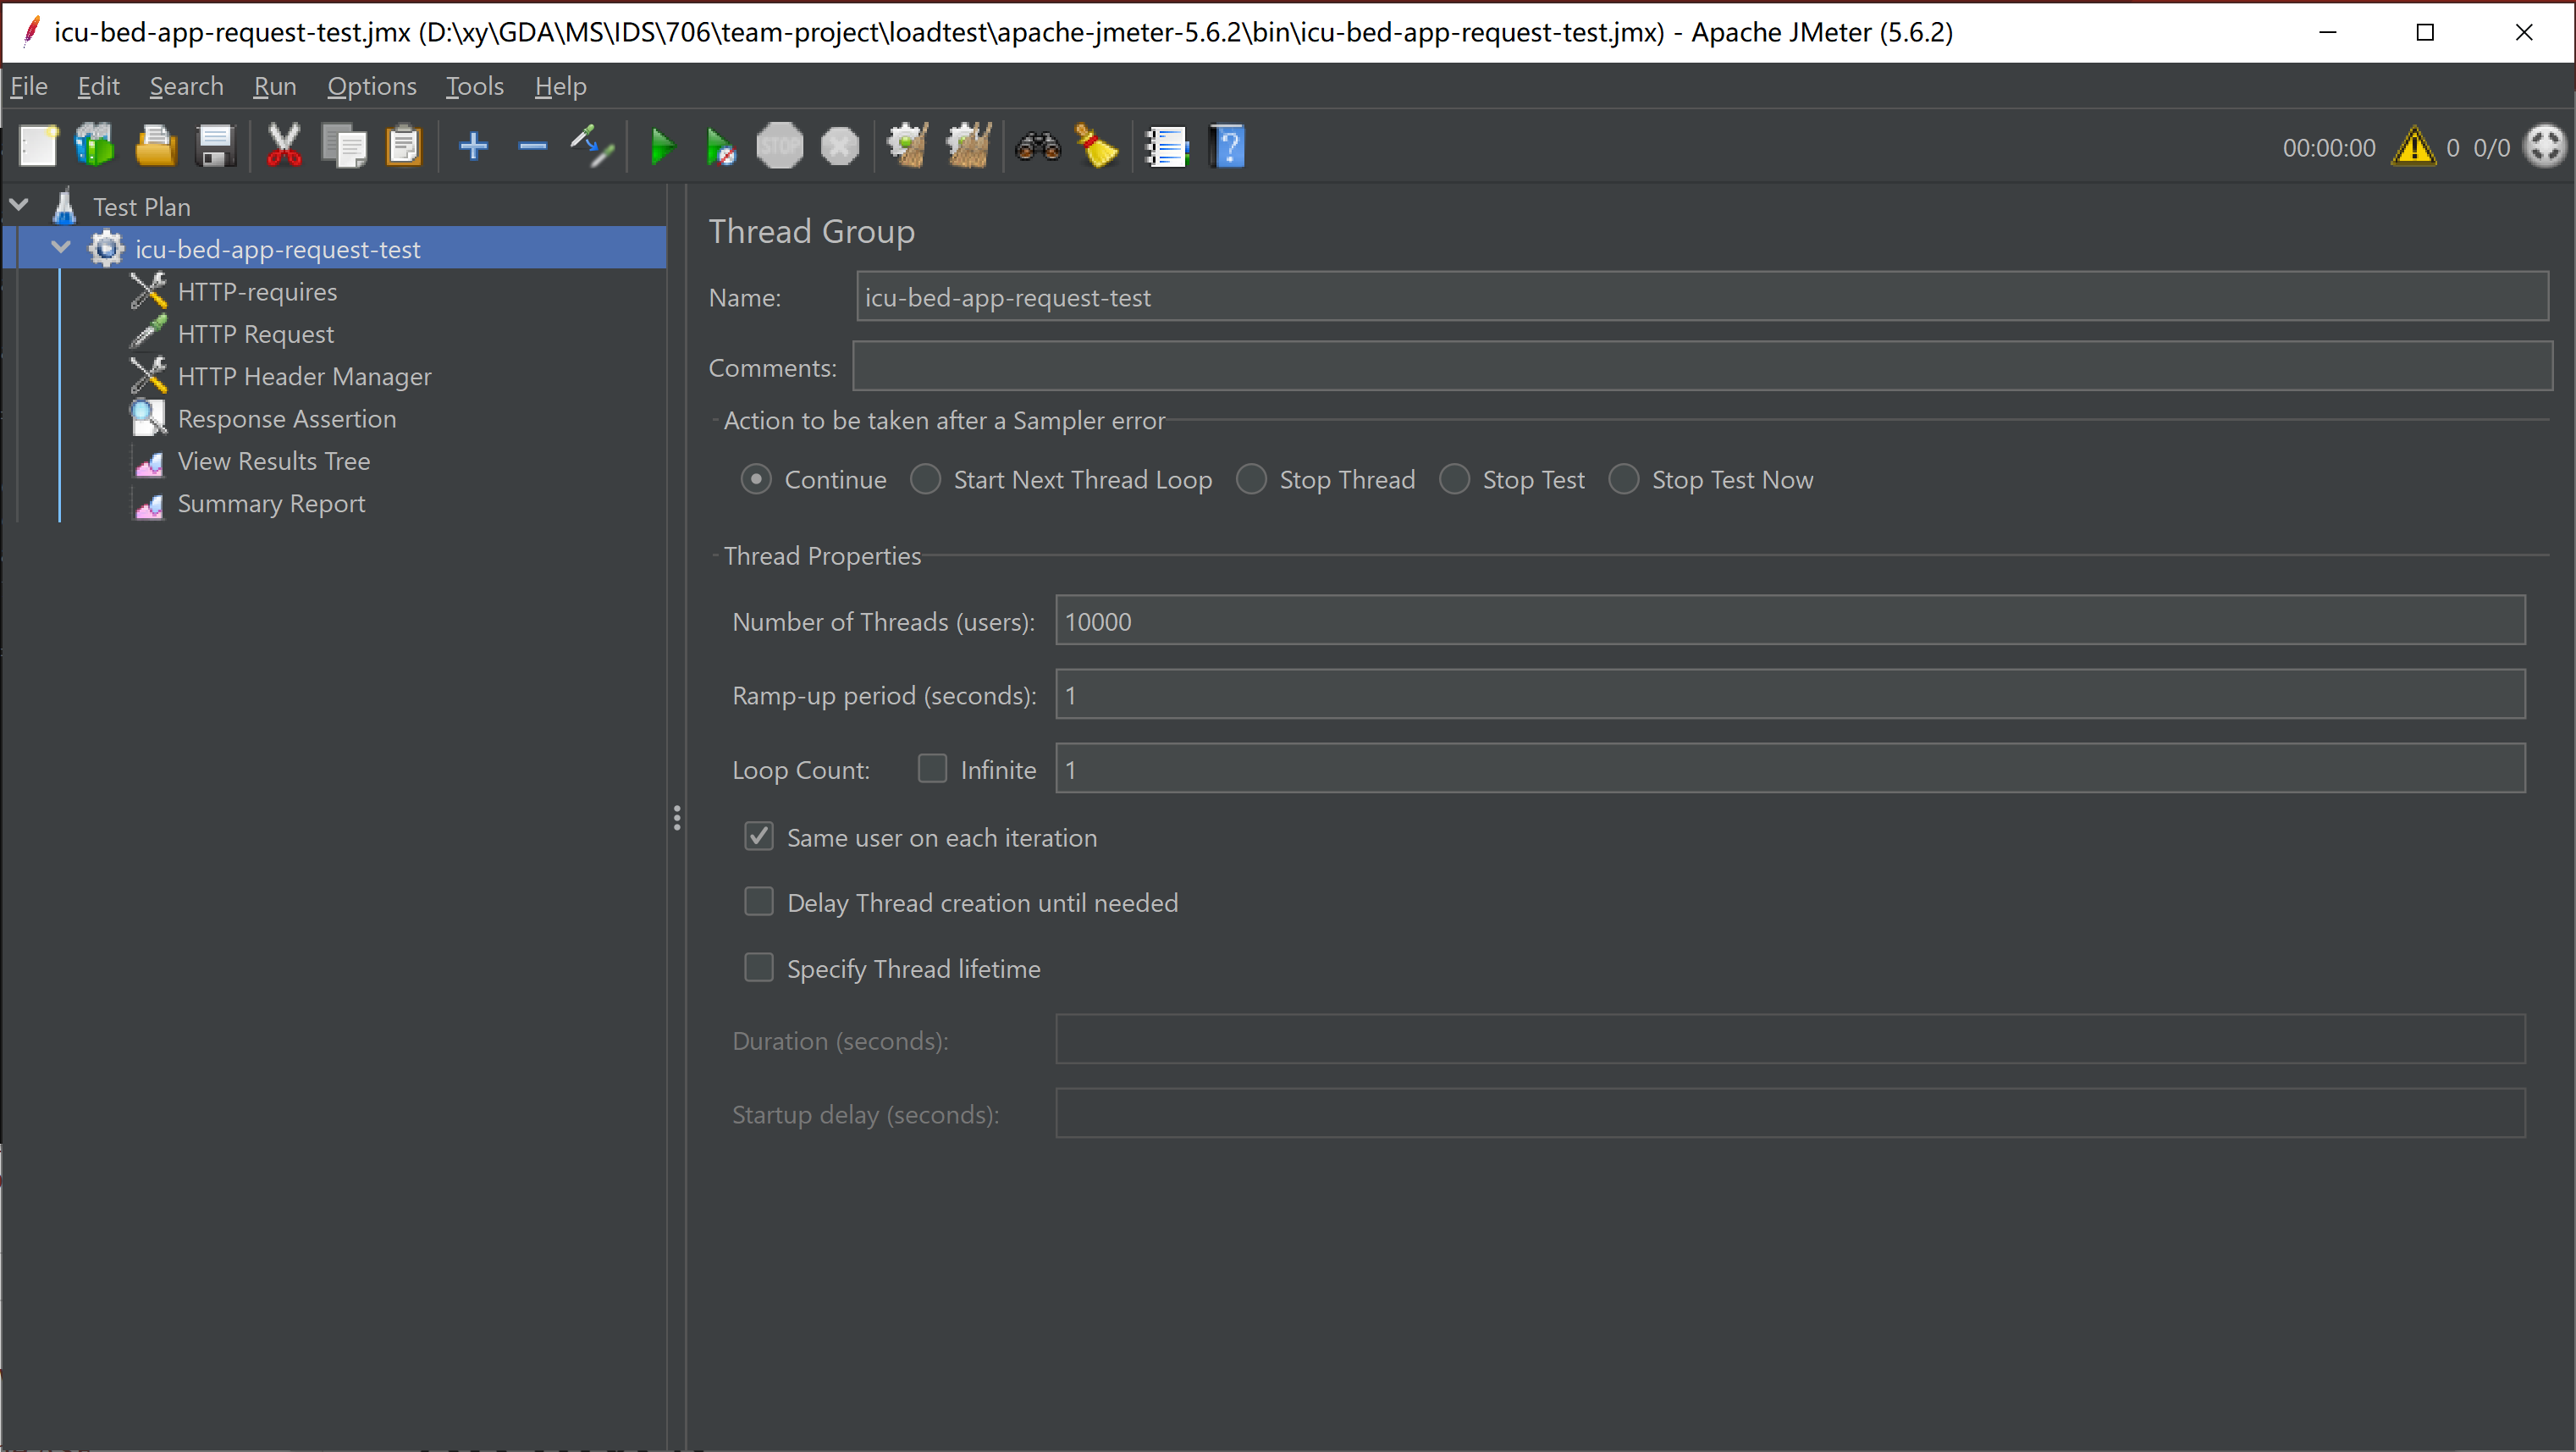 icu-bed-app-request-test.jmx (D:\xy\GDA\MS\IDS\706\team-project\loadtest\apache-jmeter-5.6.2\bin\icu-bed-app-request-test.jmx) - Apache JMeter (5.6.2)
File Edit Search Run Options Tools Help
STOP ? 00:00:00 0 0/0
Test Plan
icu-bed-app-request-test
HTTP-requires
HTTP Request
HTTP Header Manager
Response Assertion
View Results Tree
Summary Report
Thread Group
Name: icu-bed-app-request-test
Comments:
Action to be taken after a Sampler error
Continue Start Next Thread Loop Stop Thread Stop Test Stop Test Now
Thread Properties
Number of Threads (users): 10000
Ramp-up period (seconds): 1
Loop Count: Infinite 1
Same user on each iteration
Delay Thread creation until needed
Specify Thread lifetime
Duration (seconds):
Startup delay (seconds):